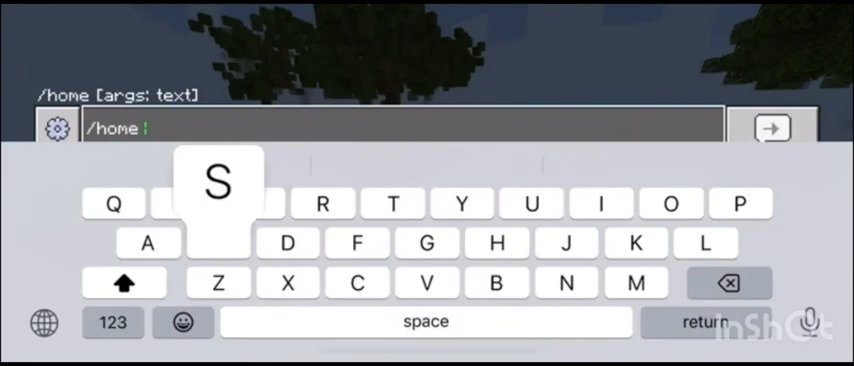 /home [args: text]
/home
S
Q R T Y U I O P
A D F G H J K L
Z X C V B N M
123 space return
InShOt